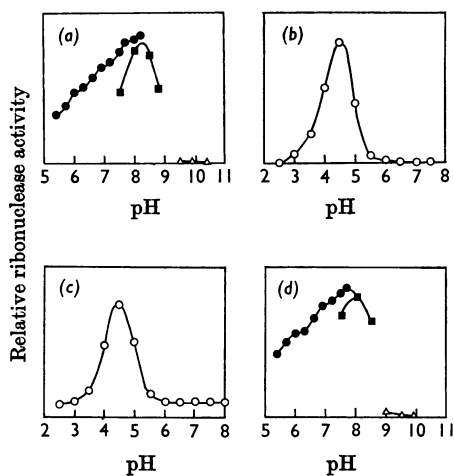 Relative ribonuclease activity
(a)
5 6 7 8 9 10 11
pH
(b)
2 3 4 5 6 7 8
pH
(c)
2 3 4 5 6 7 8
pH
(d)
5 6 7 8 9 10 11
pH